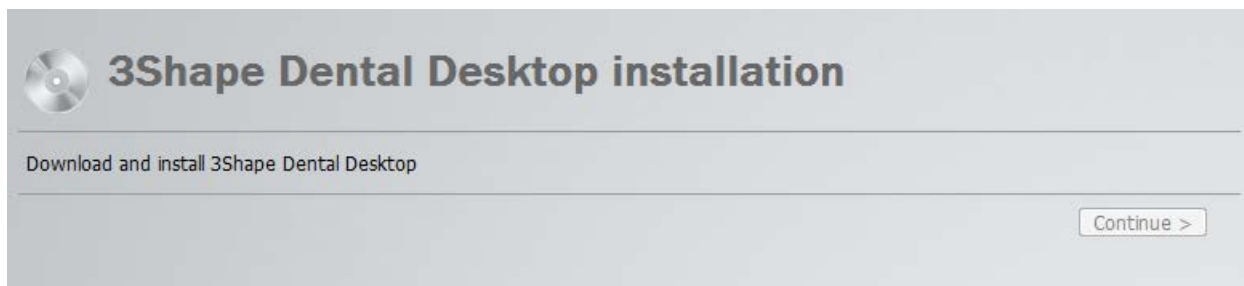 3Shape Dental Desktop installation
Download and install 3Shape Dental Desktop
Continue >